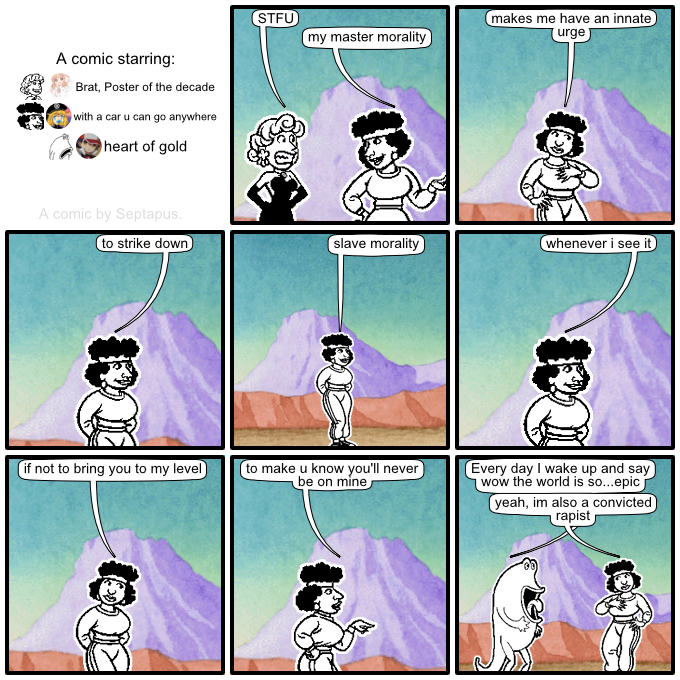 A comic starring:
Brat, Poster of the decade
with a car u can go anywhere
heart of gold
A comic by Septapus.
STFU
my master morality
makes me have an innate
urge
to strike down
slave morality
whenever i see it
if not to bring you to my level
to make u know you'll never
be on mine
Every day I wake up and say
wow the world is so...epic
yeah, im also a convicted
rapist